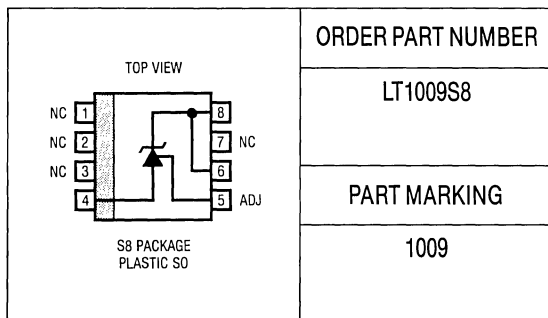 TOP VIEW
NC 1
8
NC 2
7 NC
NC 3
6
4
5 ADJ
S8 PACKAGE
PLASTIC SO
ORDER PART NUMBER
LT1009S8
PART MARKING
1009